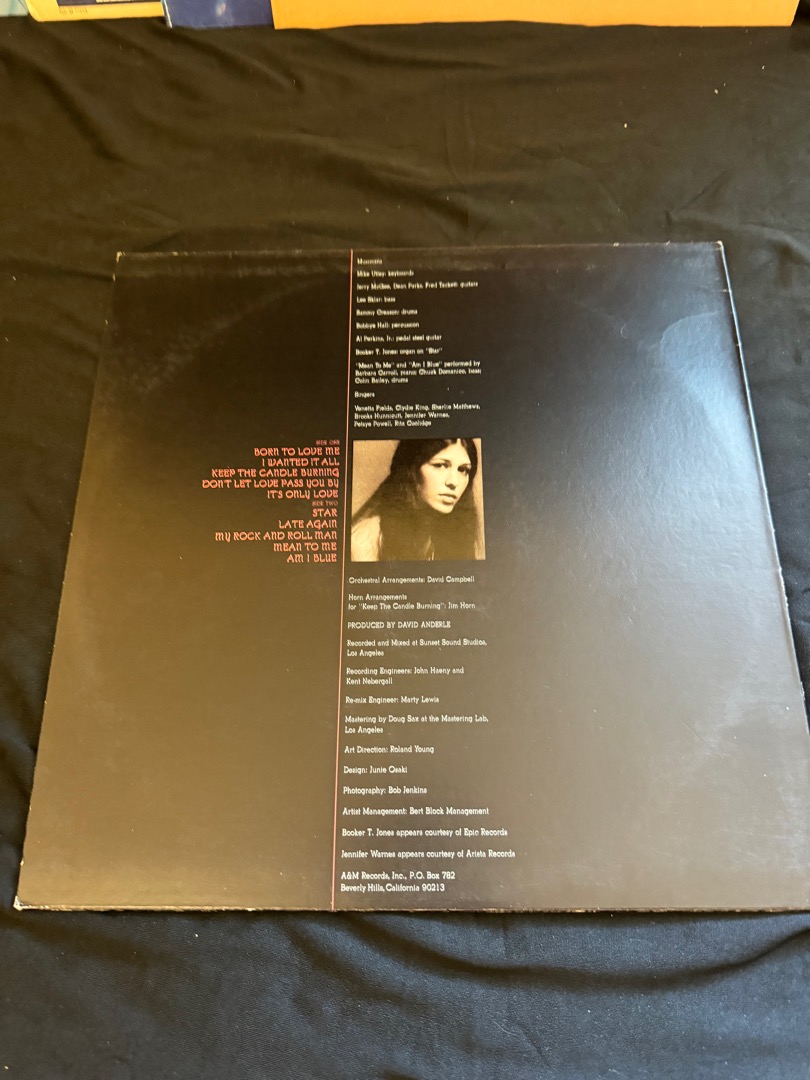 SIDE ONE
BORN TO LOVE ME
I WANTED IT ALL
KEEP THE CANDLE BURNING
DON'T LET LOVE PASS YOU BY
IT'S ONLY LOVE
SIDE TWO
STAR
LATE AGAIN
MY ROCK AND ROLL MAN
MEAN TO ME
AM I BLUE
Musicians
Mike Utley: keyboards
Jerry McGee, Dean Parks, Fred Tackett: guitars
Lee Sklar: bass
Sammy Creason: drums
Bobbye Hall: percussion
Al Perkins, Jr.: pedal steel guitar
Booker T. Jones: organ on "Star"
"Mean To Me" and "Am I Blue" performed by
Barbara Carroll, piano; Chuck Domanico, bass;
Colin Bailey, drums
Singers
Venetta Fields, Clydie King, Sherlie Matthews,
Brooks Hunnicutt, Jennifer Warnes,
Petsye Powell, Rita Coolidge
Orchestral Arrangements: David Campbell
Horn Arrangements
for "Keep The Candle Burning": Jim Horn
PRODUCED BY DAVID ANDERLE
Recorded and Mixed at Sunset Sound Studios,
Los Angeles
Recording Engineers: John Haeny and
Kent Nebergall
Re-mix Engineer: Marty Lewis
Mastering by Doug Sax at the Mastering Lab,
Los Angeles
Art Direction: Roland Young
Design: Junie Osaki
Photography: Bob Jenkins
Artist Management: Bert Block Management
Booker T. Jones appears courtesy of Epic Records
Jennifer Warnes appears courtesy of Arista Records
A&M Records, Inc., P.O. Box 782
Beverly Hills, California 90213